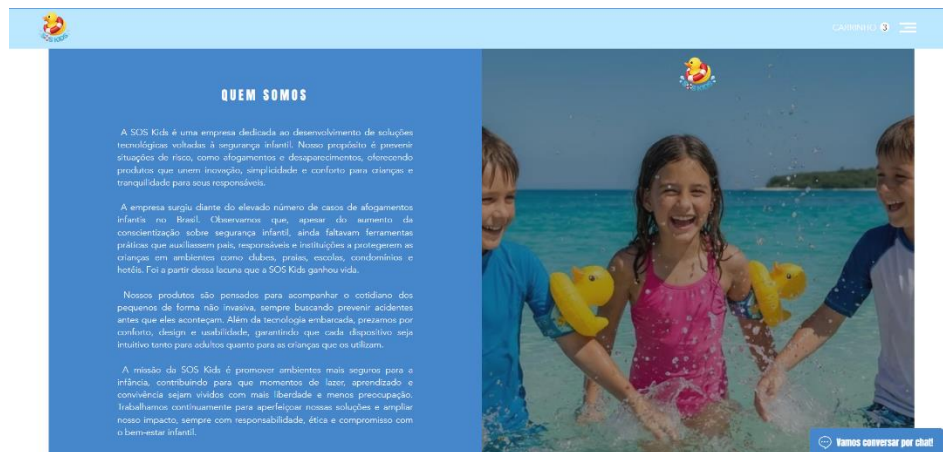 SOS KIDS
CARRINHO 3
QUEM SOMOS
A SOS Kids é uma empresa dedicada ao desenvolvimento de soluções
tecnológicas voltadas à segurança infantil. Nosso propósito é prevenir
situações de risco, como afogamentos e desaparecimentos, oferecendo
produtos que unem inovação, simplicidade e conforto para crianças e
tranquilidade para seus responsáveis.
A empresa surgiu diante do elevado número de casos de afogamentos
infantis no Brasil. Observamos que, apesar do aumento da
conscientização sobre segurança infantil, ainda faltavam ferramentas
práticas que auxiliassem pais, responsáveis e instituições a protegerem as
crianças em ambientes como clubes, praias, escolas, condomínios e
hotéis. Foi a partir dessa lacuna que a SOS Kids ganhou vida.
Nossos produtos são pensados para acompanhar o cotidiano dos
pequenos de forma não invasiva, sempre buscando prevenir acidentes
antes que eles aconteçam. Além da tecnologia embarcada, prezamos por
conforto, design e usabilidade, garantindo que cada dispositivo seja
intuitivo tanto para adultos quanto para as crianças que os utilizam.
A missão da SOS Kids é promover ambientes mais seguros para a
infância, contribuindo para que momentos de lazer, aprendizado e
convivência sejam vividos com mais liberdade e menos preocupação.
Trabalhamos continuamente para aperfeiçoar nossas soluções e ampliar
nosso impacto, sempre com responsabilidade, ética e compromisso com
o bem-estar infantil.
SOS KIDS
Vamos conversar por chat!